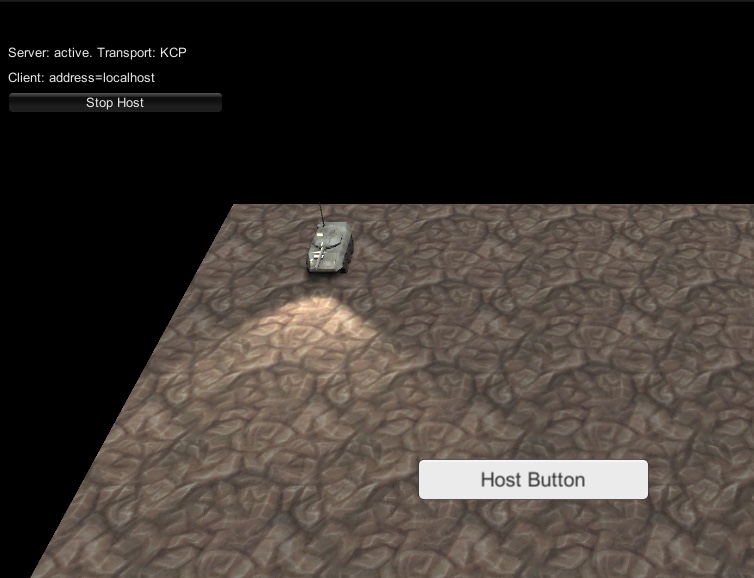 Server: active. Transport: KCP
Client: address=localhost
Stop Host
Host Button